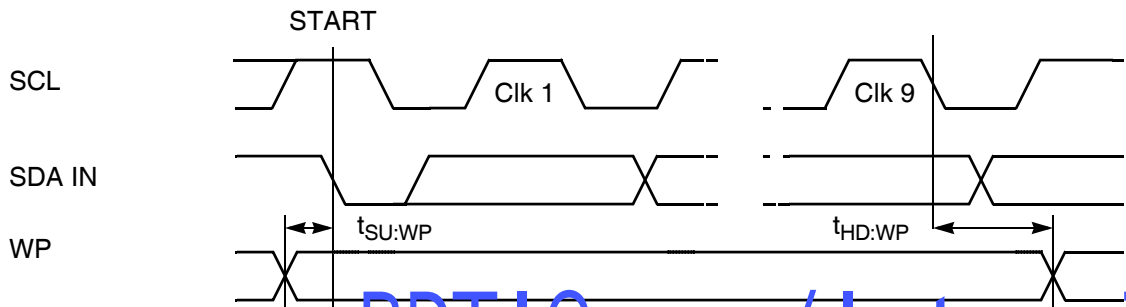 START
SCL
Clk 1
Clk 9
SDA IN
tSU:WP
tHD:WP
WP